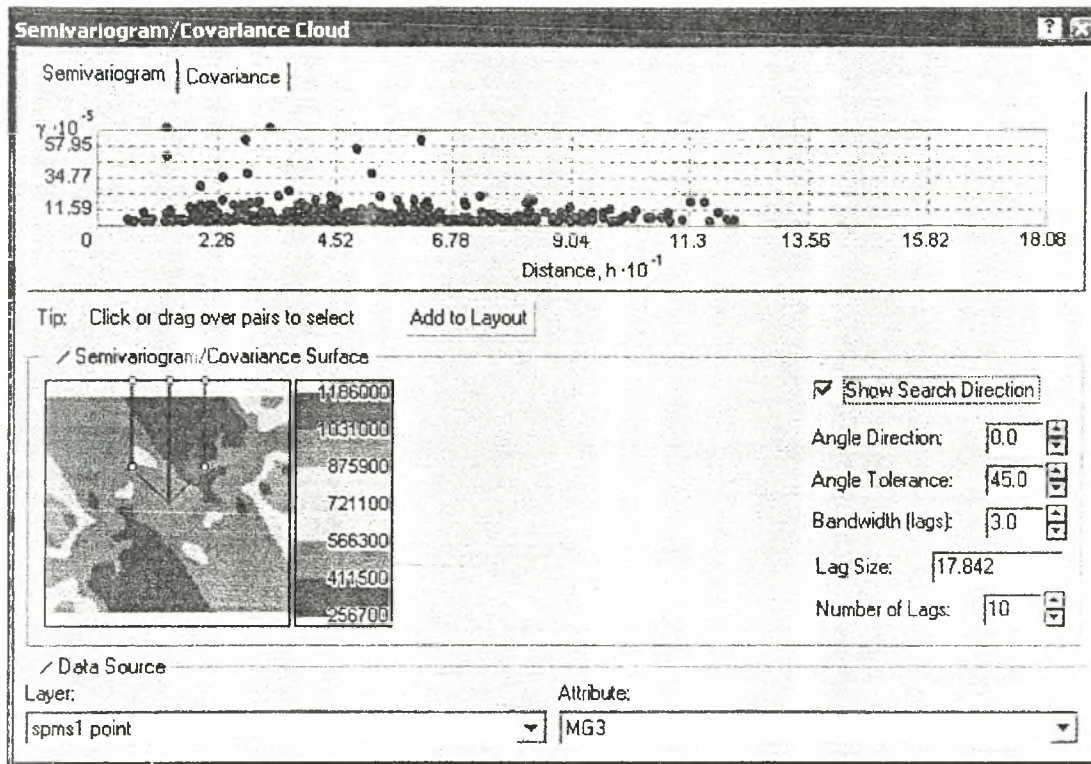 Semivariogram/Covariance Cloud
Semivariogram Covariance
γ·10⁻⁵
57.95
34.77
11.59
0 2.26 4.52 6.78 9.04 11.3 13.56 15.82 18.08
Distance, h·10⁻¹
Tip: Click or drag over pairs to select Add to Layout
Semivariogram/Covariance Surface
1186000
1031000
875900
721100
566300
411500
256700
Show Search Direction
Angle Direction: 0.0
Angle Tolerance: 45.0
Bandwidth (lags): 3.0
Lag Size: 17.842
Number of Lags: 10
Data Source
Layer: Attribute:
spms1 point MG3